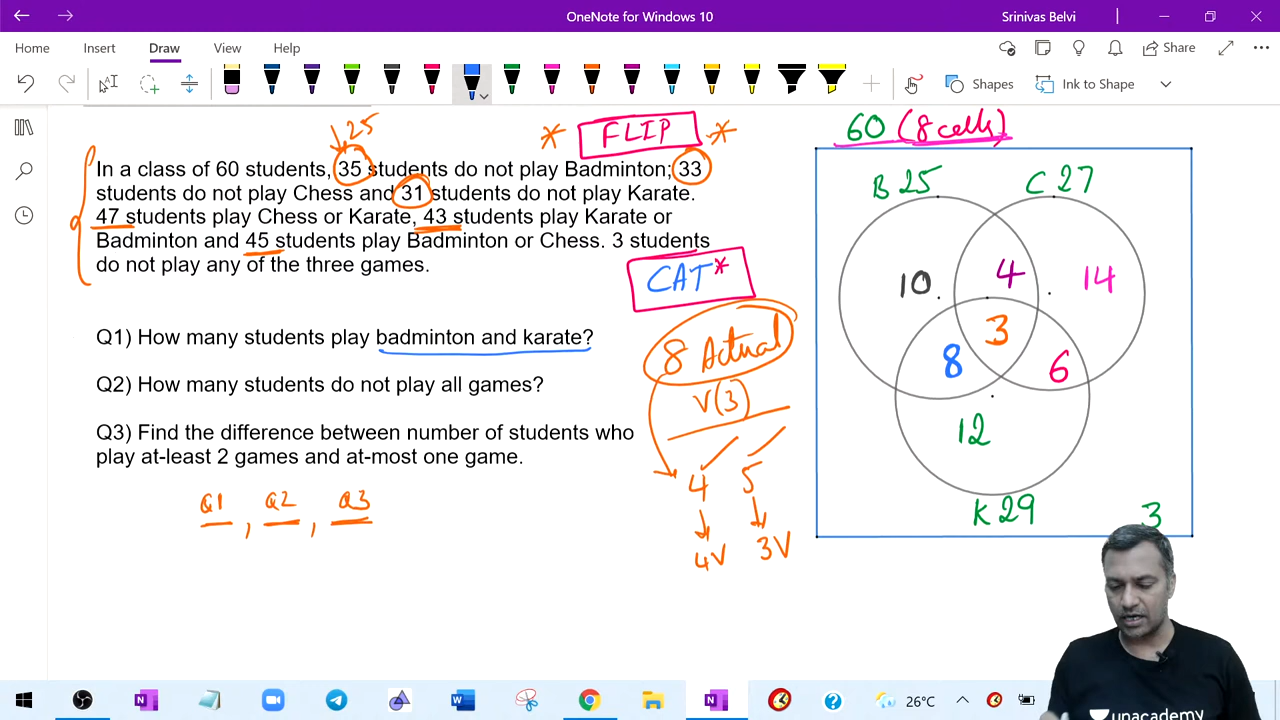 OneNote for Windows 10
Srinivas Belvi
Home
Insert
Draw
View
Help
Share
Shapes
Ink to Shape
25
* FLIP *
60 (8 cells)
In a class of 60 students, 35 students do not play Badminton; 33
students do not play Chess and 31 students do not play Karate.
47 students play Chess or Karate, 43 students play Karate or
Badminton and 45 students play Badminton or Chess. 3 students
do not play any of the three games.
CAT*
Q1) How many students play badminton and karate?
Q2) How many students do not play all games?
Q3) Find the difference between number of students who
play at-least 2 games and at-most one game.
Q1, Q2, Q3
8 Actual
V(3)
4 5
4V 3V
B 25 C 27
10 4 14
3
8 6
12
K 29
3
26°C
unacademy